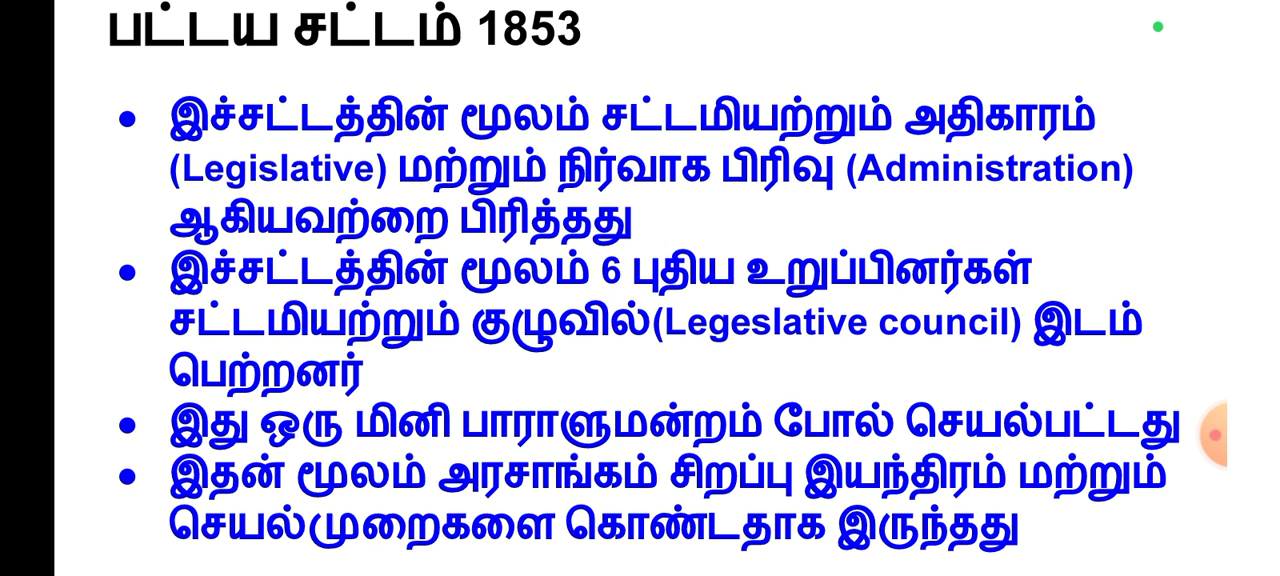 பட்டய சட்டம் 1853
• இச்சட்டத்தின் மூலம் சட்டமியற்றும் அதிகாரம்
(Legislative) மற்றும் நிர்வாக பிரிவு (Administration)
ஆகியவற்றை பிரித்தது
• இச்சட்டத்தின் மூலம் 6 புதிய உறுப்பினர்கள்
சட்டமியற்றும் குழுவில்(Legeslative council) இடம்
பெற்றனர்
• இது ஒரு மினி பாராளுமன்றம் போல் செயல்பட்டது
• இதன் மூலம் அரசாங்கம் சிறப்பு இயந்திரம் மற்றும்
செயல்முறைகளை கொண்டதாக இருந்தது